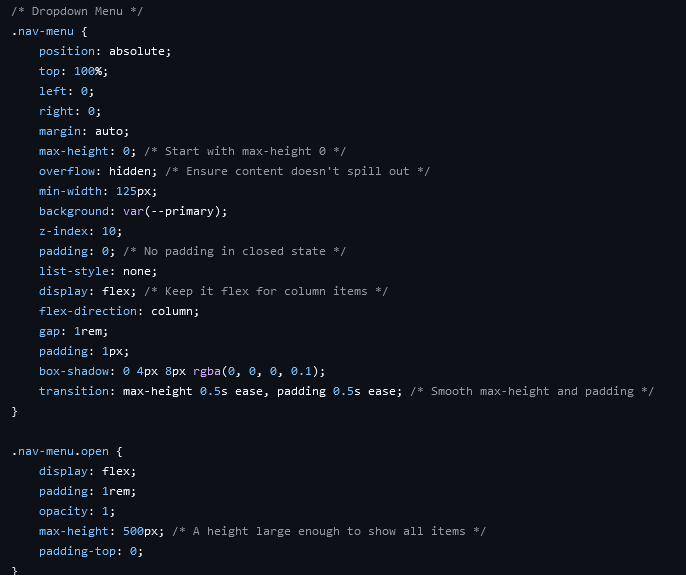 /* Dropdown Menu */
.nav-menu {
    position: absolute;
    top: 100%;
    left: 0;
    right: 0;
    margin: auto;
    max-height: 0; /* Start with max-height 0 */
    overflow: hidden; /* Ensure content doesn't spill out */
    min-width: 125px;
    background: var(--primary);
    z-index: 10;
    padding: 0; /* No padding in closed state */
    list-style: none;
    display: flex; /* Keep it flex for column items */
    flex-direction: column;
    gap: 1rem;
    padding: 1px;
    box-shadow: 0 4px 8px rgba(0, 0, 0, 0.1);
    transition: max-height 0.5s ease, padding 0.5s ease; /* Smooth max-height and padding */
}

.nav-menu.open {
    display: flex;
    padding: 1rem;
    opacity: 1;
    max-height: 500px; /* A height large enough to show all items */
    padding-top: 0;
}